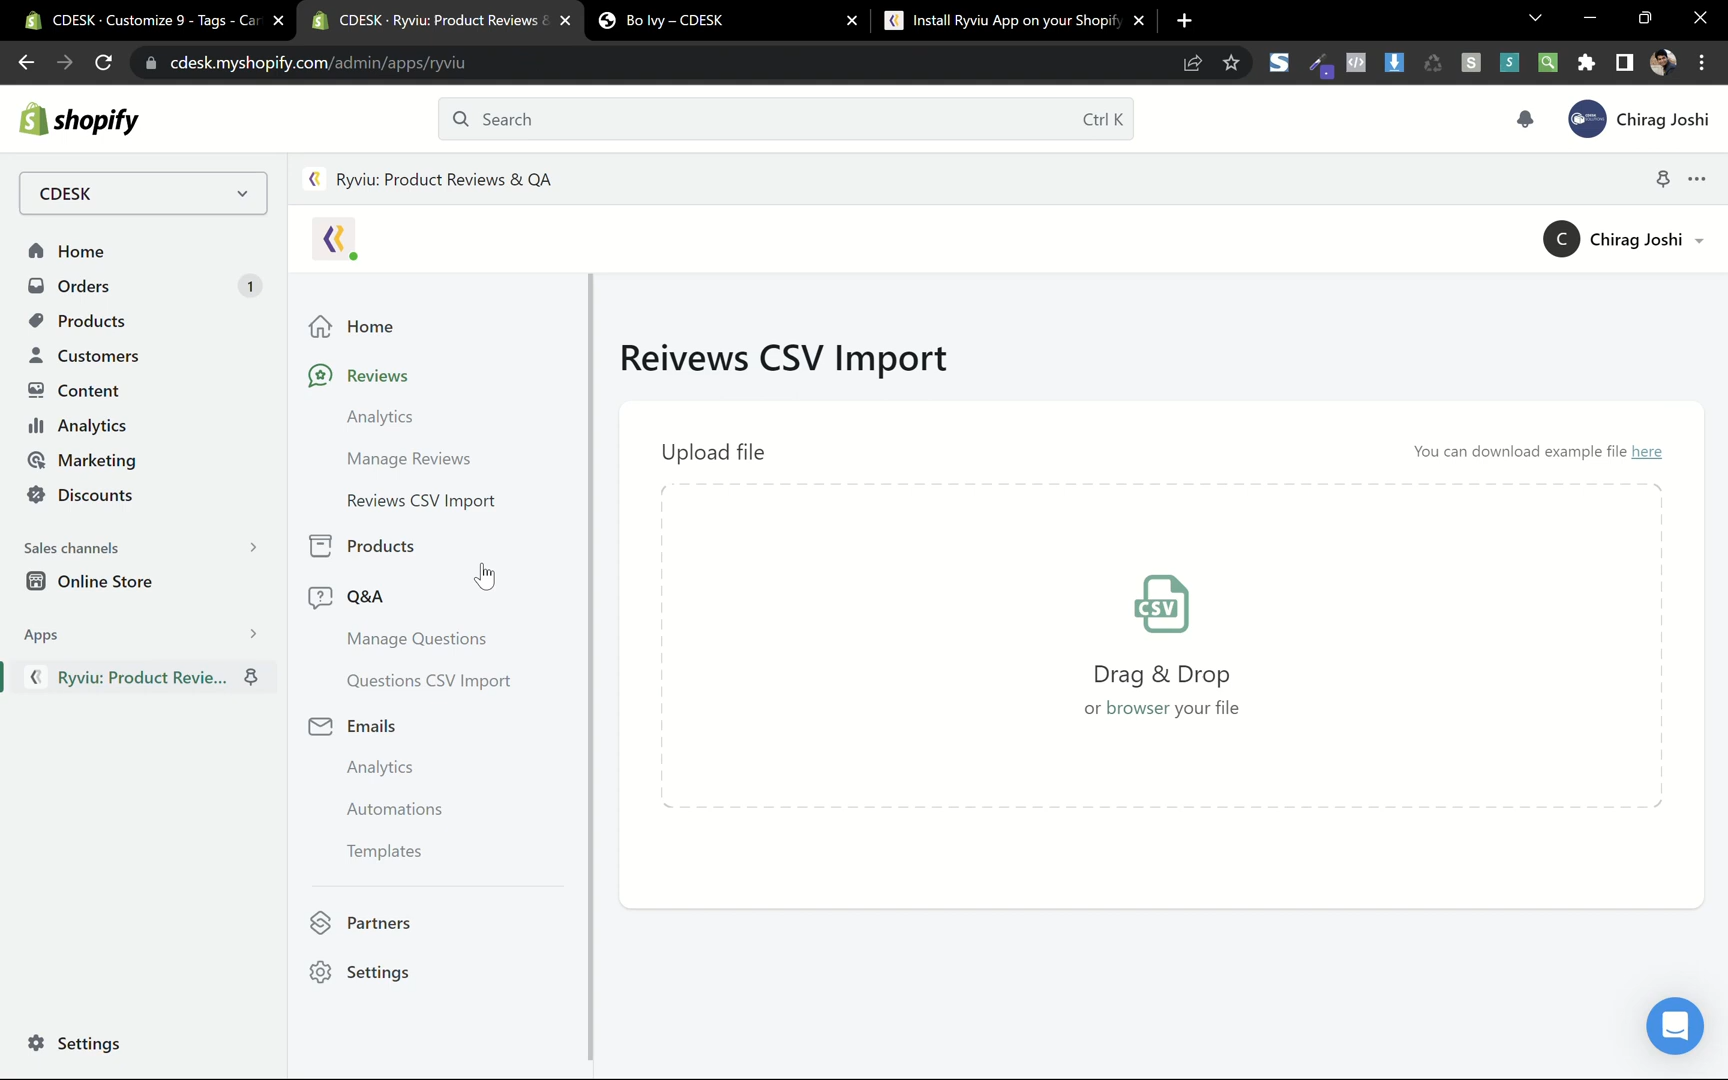 CDESK · Customize 9 - Tags - Car
CDESK · Ryviu: Product Reviews &
Bo Ivy – CDESK
Install Ryviu App on your Shopify
cdesk.myshopify.com/admin/apps/ryviu
shopify
Search
Ctrl K
Chirag Joshi
CDESK
Ryviu: Product Reviews & QA
C
Chirag Joshi
Home
Orders
1
Products
Customers
Content
Analytics
Marketing
Discounts
Sales channels
Online Store
Apps
Ryviu: Product Revie...
Settings
Home
Reviews
Analytics
Manage Reviews
Reviews CSV Import
Products
Q&A
Manage Questions
Questions CSV Import
Emails
Analytics
Automations
Templates
Partners
Settings
Reivews CSV Import
Upload file
You can download example file here
CSV
Drag & Drop
or browser your file